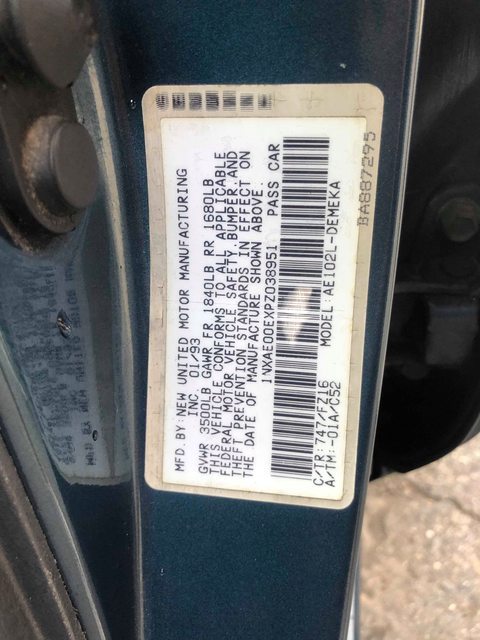 MFD.BY:NEW UNITED MOTOR MANUFACTURING
INC. 01/93
GVWR 3500LB GAWR FR 1840LB RR 1680LB
THIS VEHICLE CONFORMS TO ALL APPLICABLE
FEDERAL MOTOR VEHICLE SAFETY, BUMPER,AND
THEFT PREVENTION STANDARDS IN EFFECT ON
THE DATE OF MANUFACTURE SHOWN ABOVE.
1NXAE00EXPZ038951 PASS CAR
C/TR: 747/FZ16 MODEL:AE102L-DEMEKA
A/TM:-01A/C52
BA887295